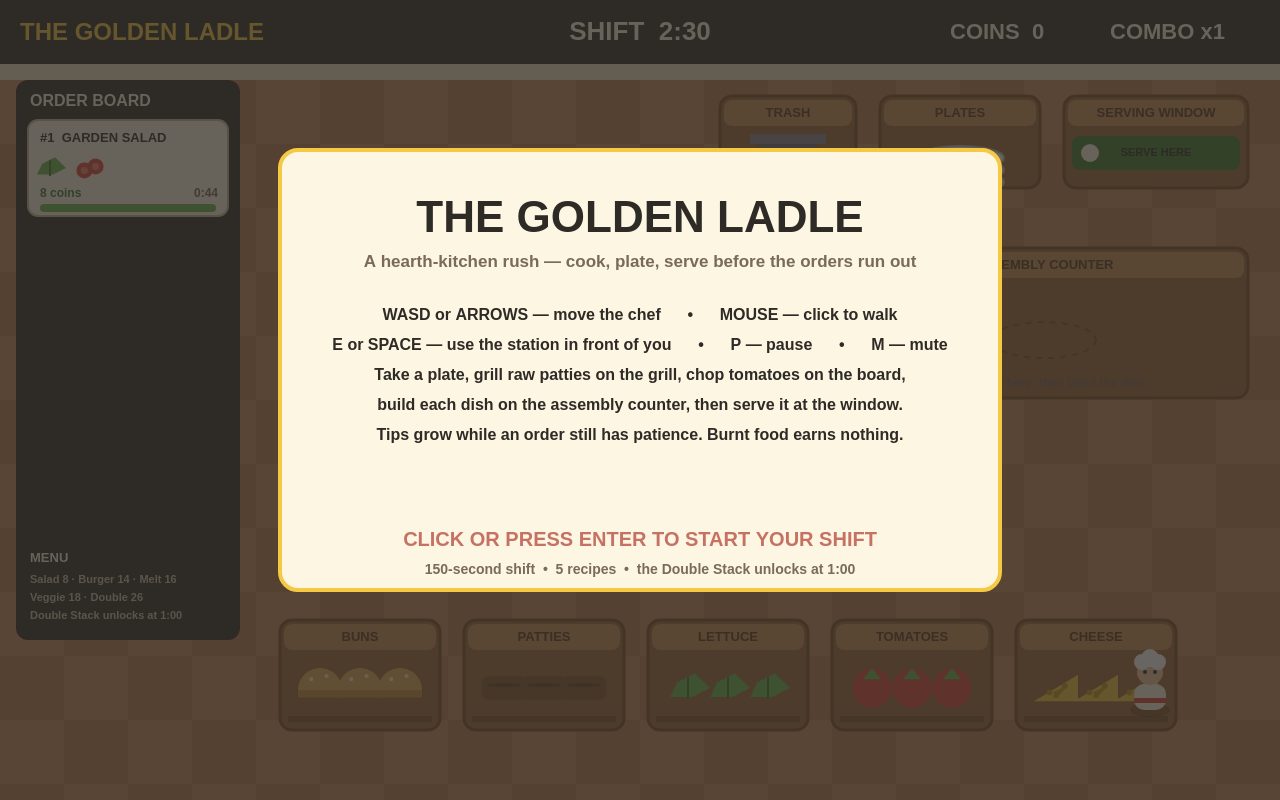 THE GOLDEN LADLE
SHIFT 2:30
COINS 0
COMBO x1
ORDER BOARD
#1 GARDEN SALAD
8 coins
0:44
MENU
Salad 8 · Burger 14 · Melt 16
Veggie 18 · Double 26
Double Stack unlocks at 1:00
TRASH
PLATES
SERVING WINDOW
SERVE HERE
EMBLY COUNTER
THE GOLDEN LADLE
A hearth-kitchen rush — cook, plate, serve before the orders run out
WASD or ARROWS — move the chef • MOUSE — click to walk
E or SPACE — use the station in front of you • P — pause • M — mute
Take a plate, grill raw patties on the grill, chop tomatoes on the board,
build each dish on the assembly counter, then serve it at the window.
Tips grow while an order still has patience. Burnt food earns nothing.
CLICK OR PRESS ENTER TO START YOUR SHIFT
150-second shift • 5 recipes • the Double Stack unlocks at 1:00
BUNS
PATTIES
LETTUCE
TOMATOES
CHEESE